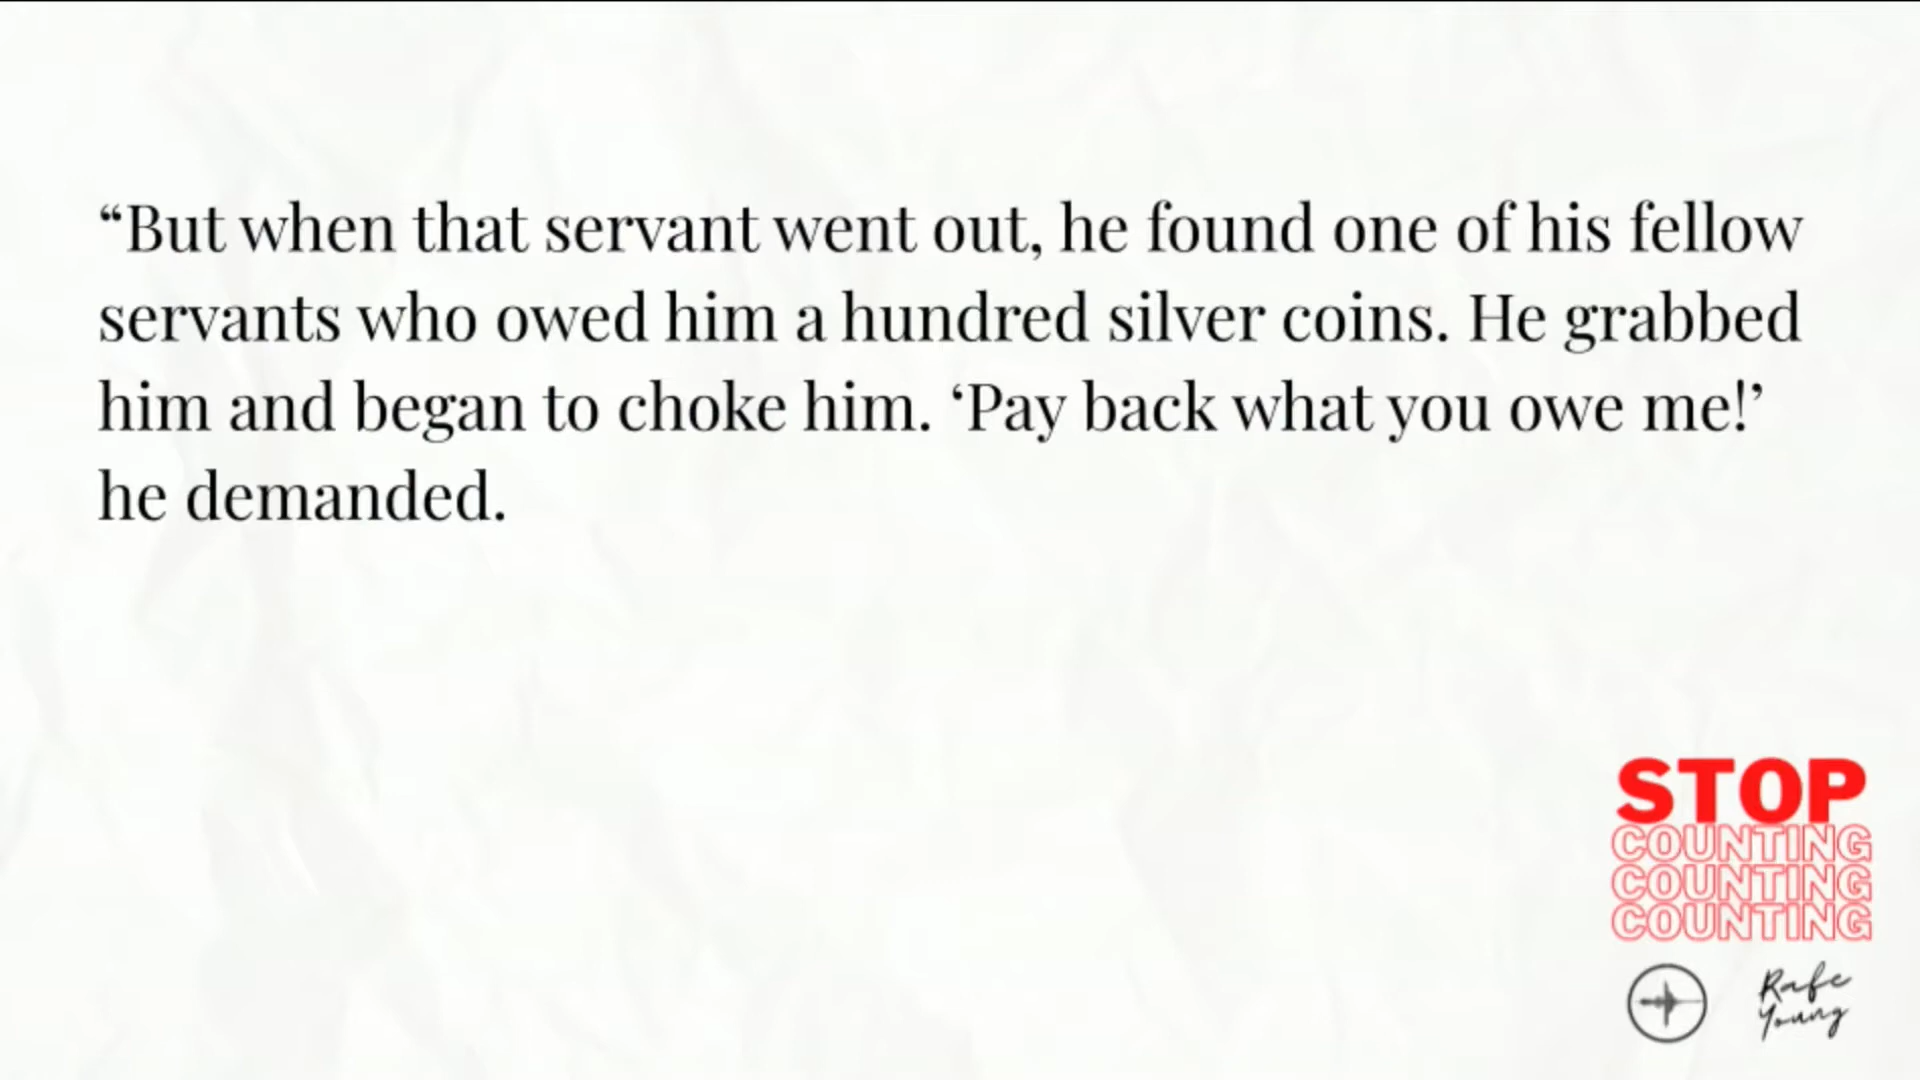 “But when that servant went out, he found one of his fellow
servants who owed him a hundred silver coins. He grabbed
him and began to choke him. ‘Pay back what you owe me!’
he demanded.
STOP
COUNTING
COUNTING
COUNTING
Rafe
Young